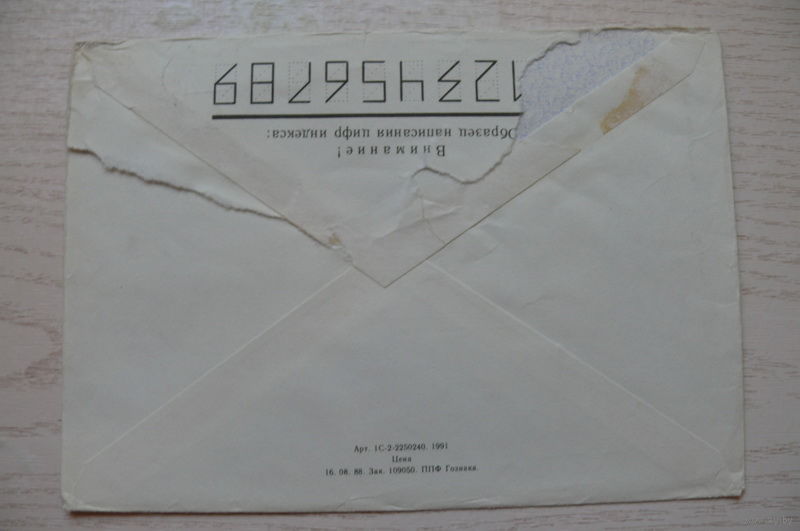 Внимание!
Образец написания цифр индекса:
123456789
Арт. 1С-2-2250240. 1991
Цена
16. 08. 88. Зак. 109050. ППФ Гознака.